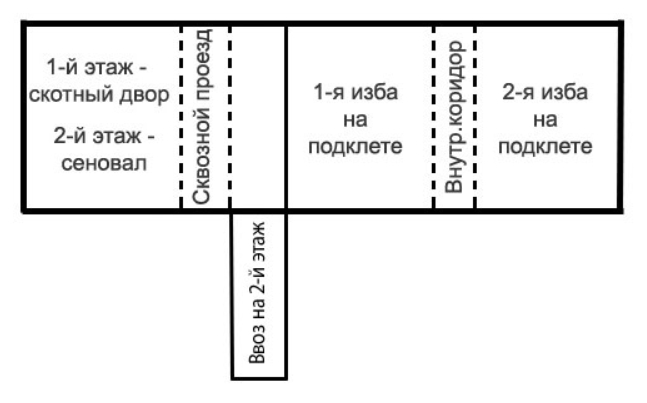 1-й этаж -
скотный двор
2-й этаж -
сеновал
Сквозной проезд
1-я изба
на
подклете
Внутр.коридор
2-я изба
на
подклете
Ввоз на 2-й этаж